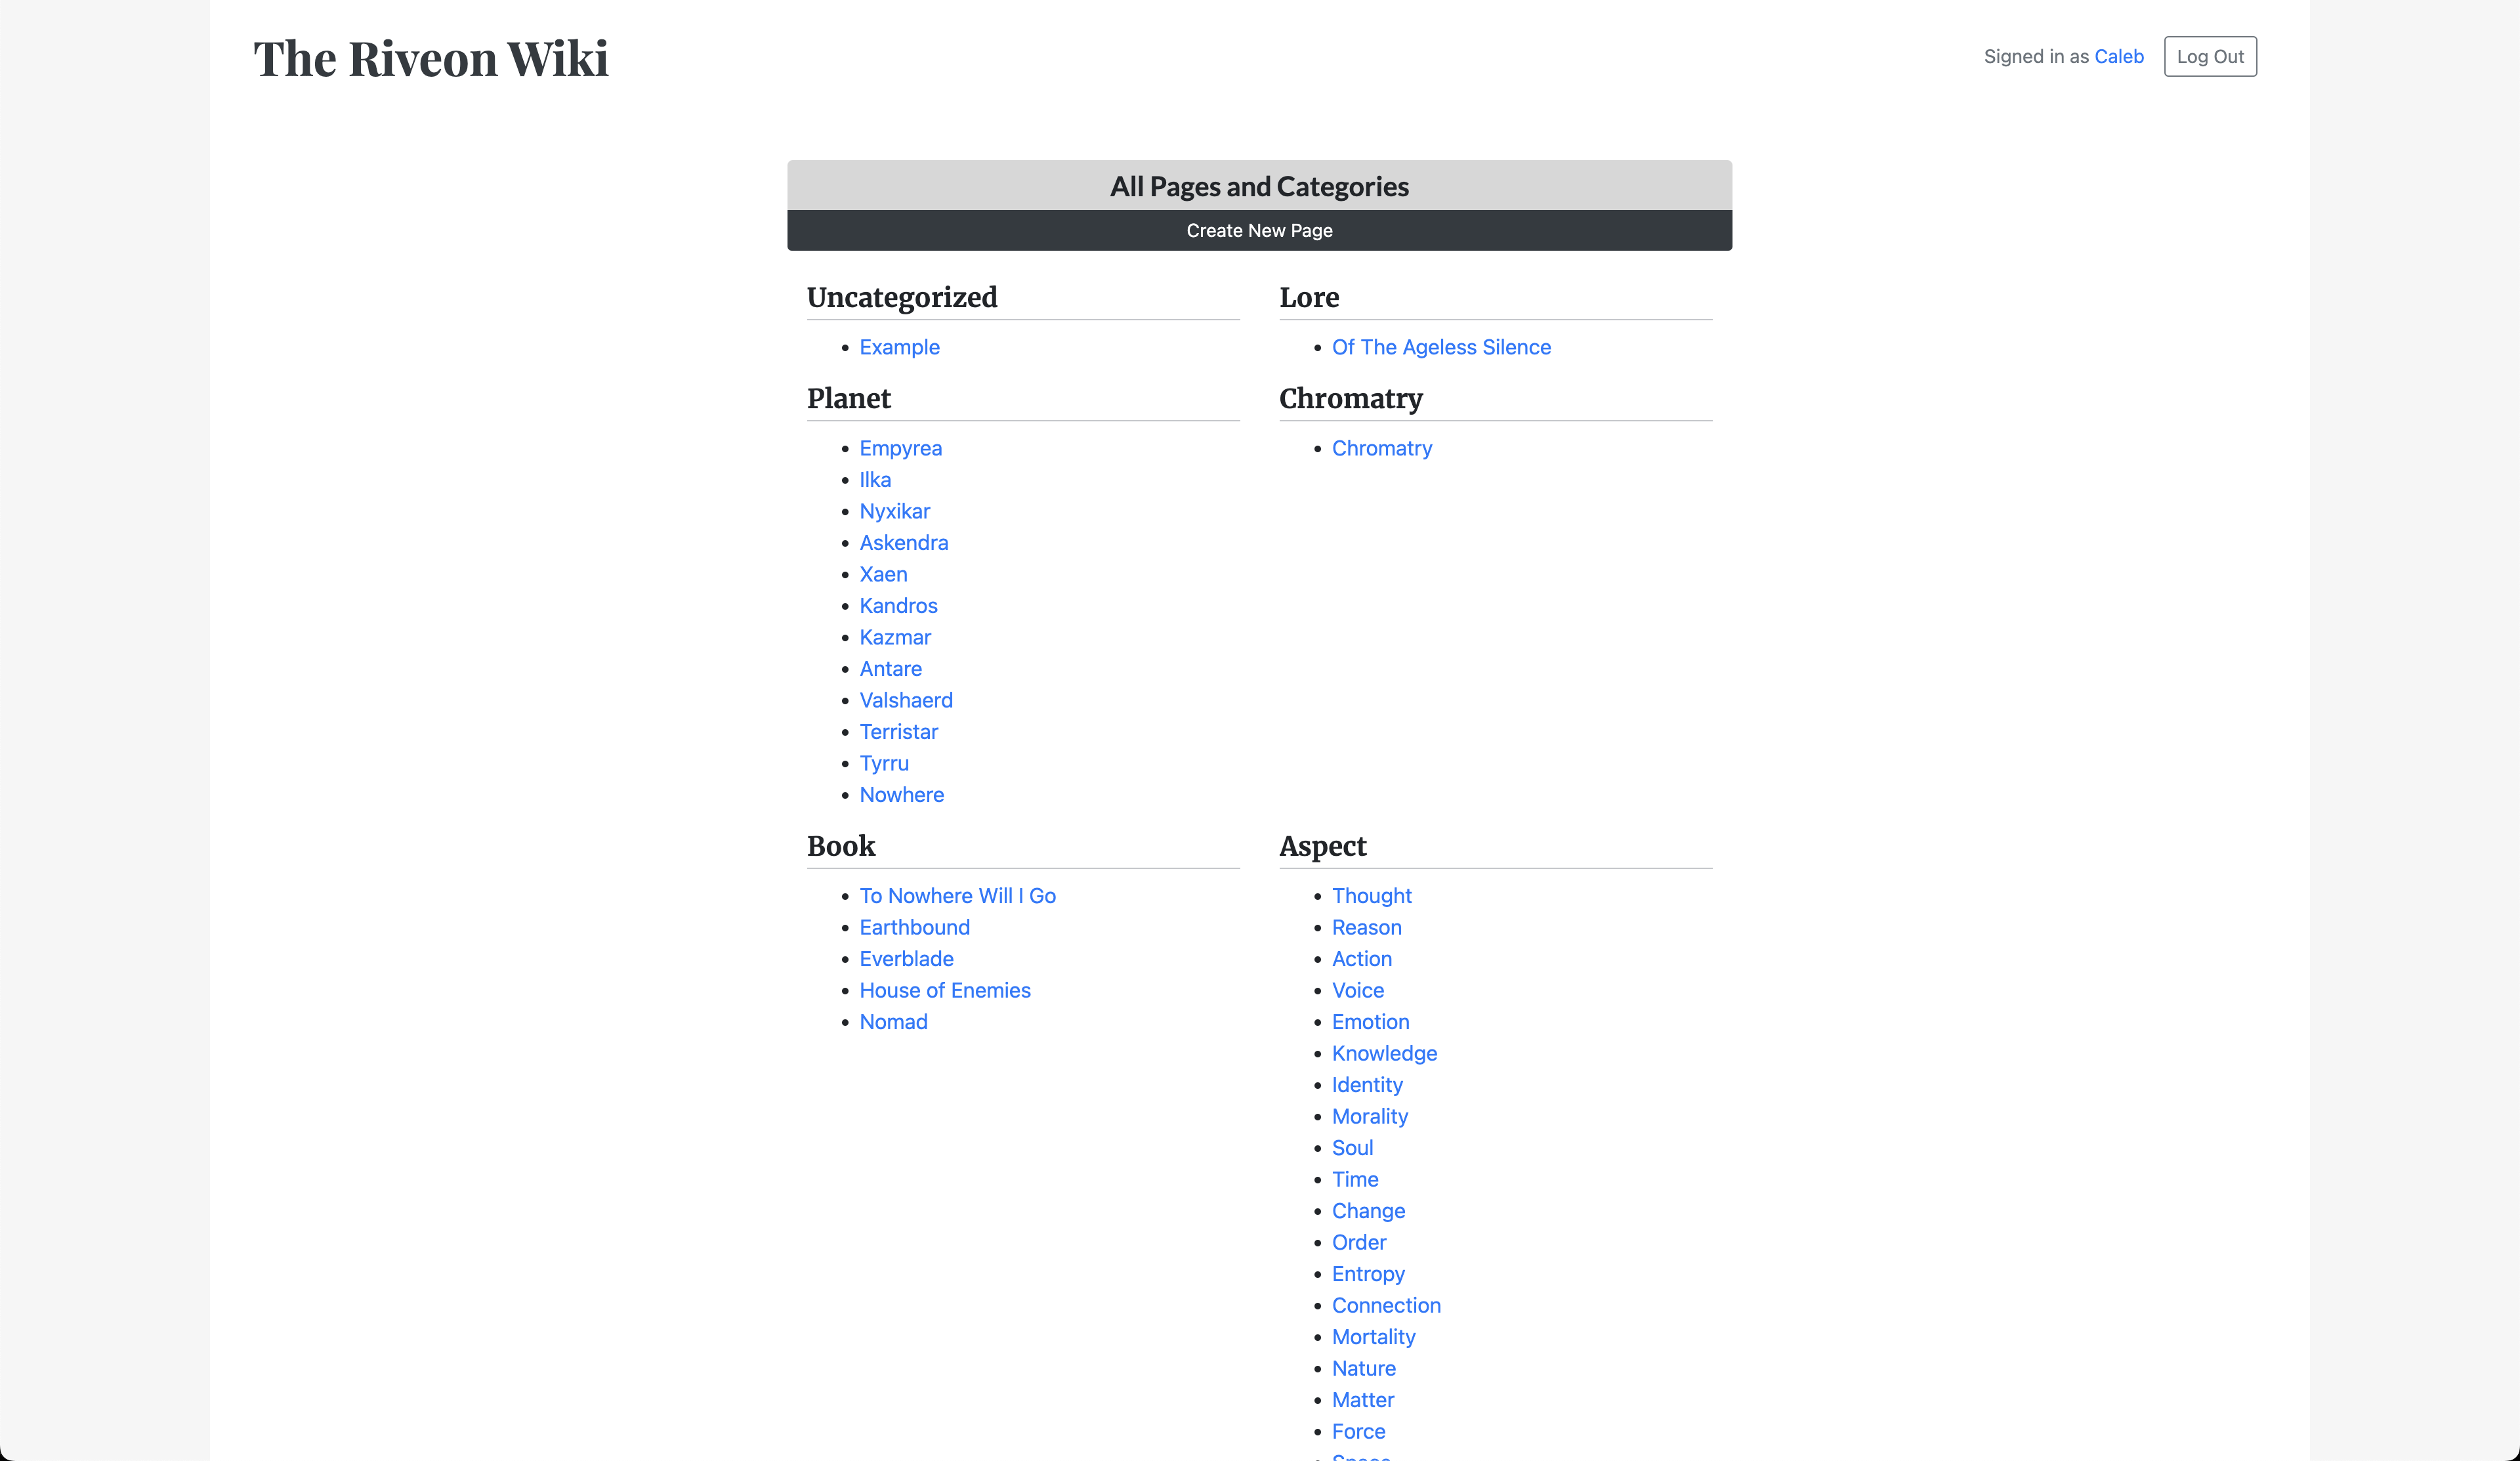 The Riveon Wiki
Signed in as Caleb
Log Out
All Pages and Categories
Create New Page
Uncategorized
Example
Lore
Of The Ageless Silence
Planet
Empyrea
Ilka
Nyxikar
Askendra
Xaen
Kandros
Kazmar
Antare
Valshaerd
Terristar
Tyrru
Nowhere
Chromatry
Chromatry
Book
To Nowhere Will I Go
Earthbound
Everblade
House of Enemies
Nomad
Aspect
Thought
Reason
Action
Voice
Emotion
Knowledge
Identity
Morality
Soul
Time
Change
Order
Entropy
Connection
Mortality
Nature
Matter
Force